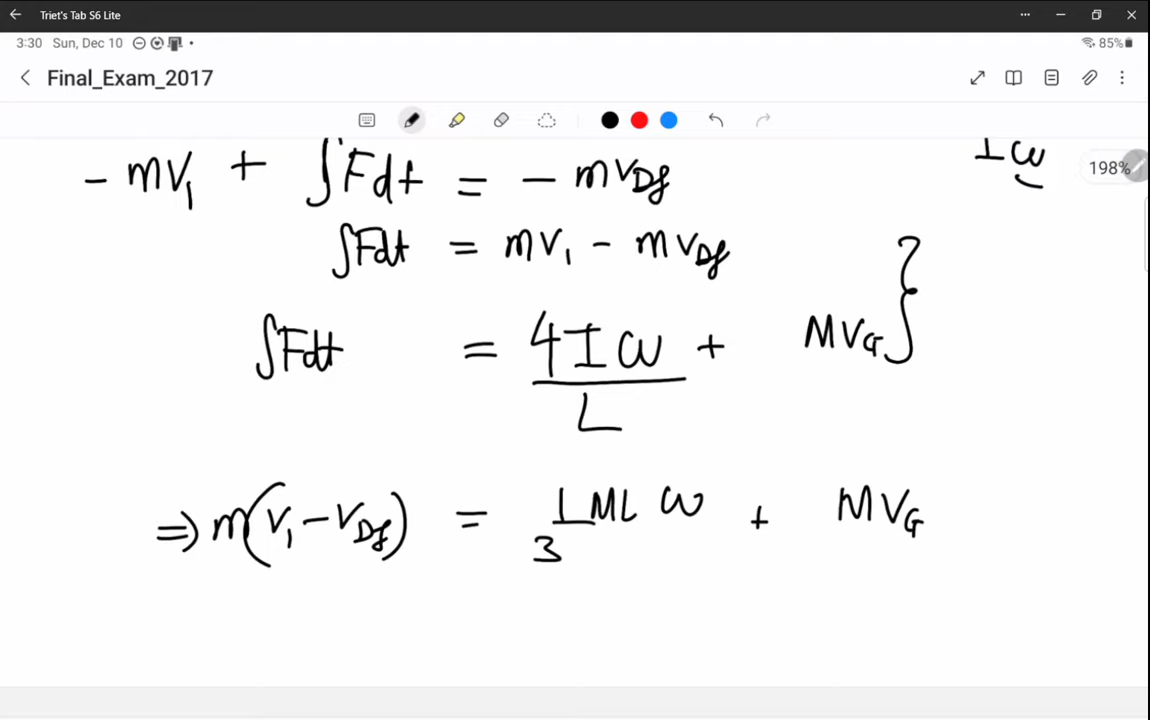 Triet's Tab S6 Lite
3:30 Sun, Dec 10 85%
Final_Exam_2017
- mV₁ + ∫Fdt = - mV_Df
Iω
198%
∫Fdt = mV₁ - mV_Df
∫Fdt = 4Iω/L + MV_G }
⇒ m(V₁ - V_Df) = 1/3 ML ω + MV_G